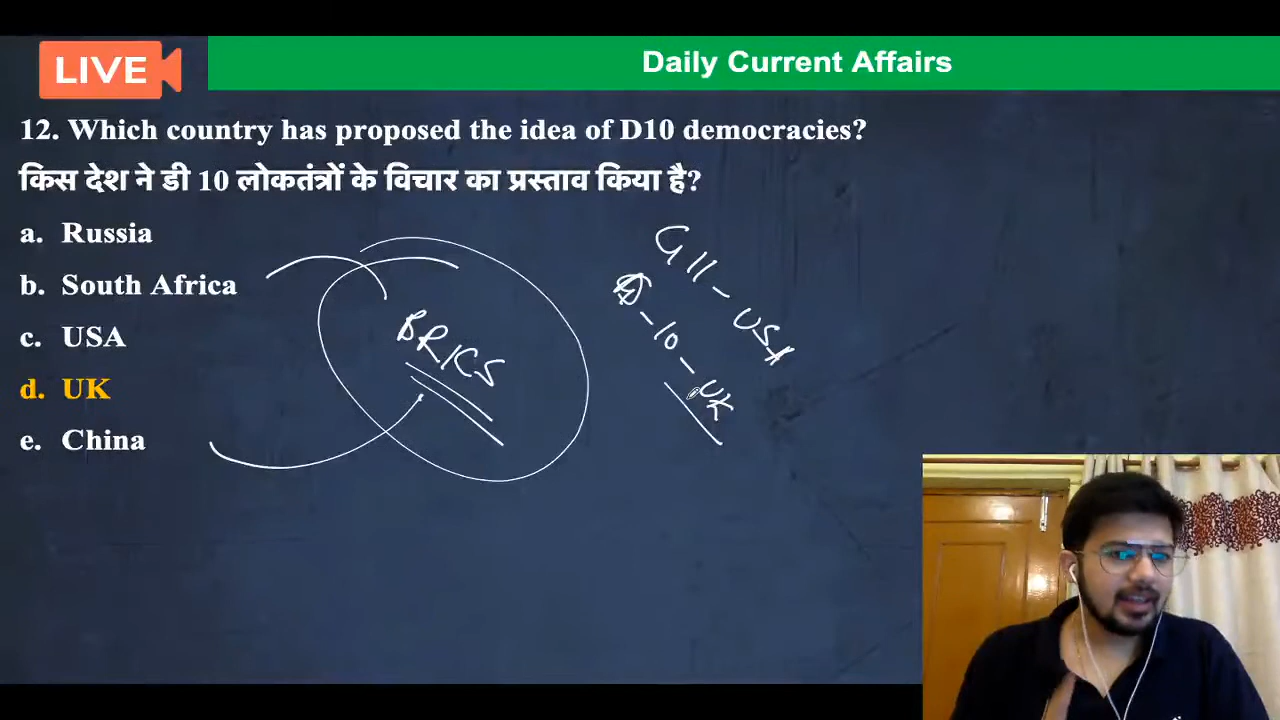 LIVE
Daily Current Affairs
12. Which country has proposed the idea of D10 democracies?
किस देश ने डी 10 लोकतंत्रों के विचार का प्रस्ताव किया है?
a. Russia
b. South Africa
c. USA
d. UK
e. China
BRICS
G11 - USA
D-10-UK